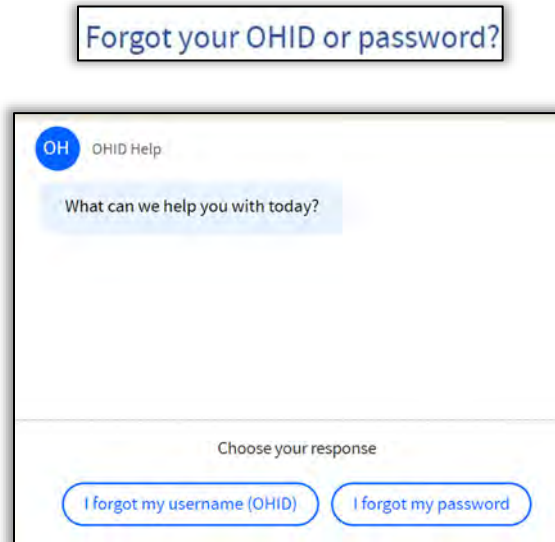 Forgot your OHID or password?
OH OHID Help
What can we help you with today?
Choose your response
I forgot my username (OHID) I forgot my password